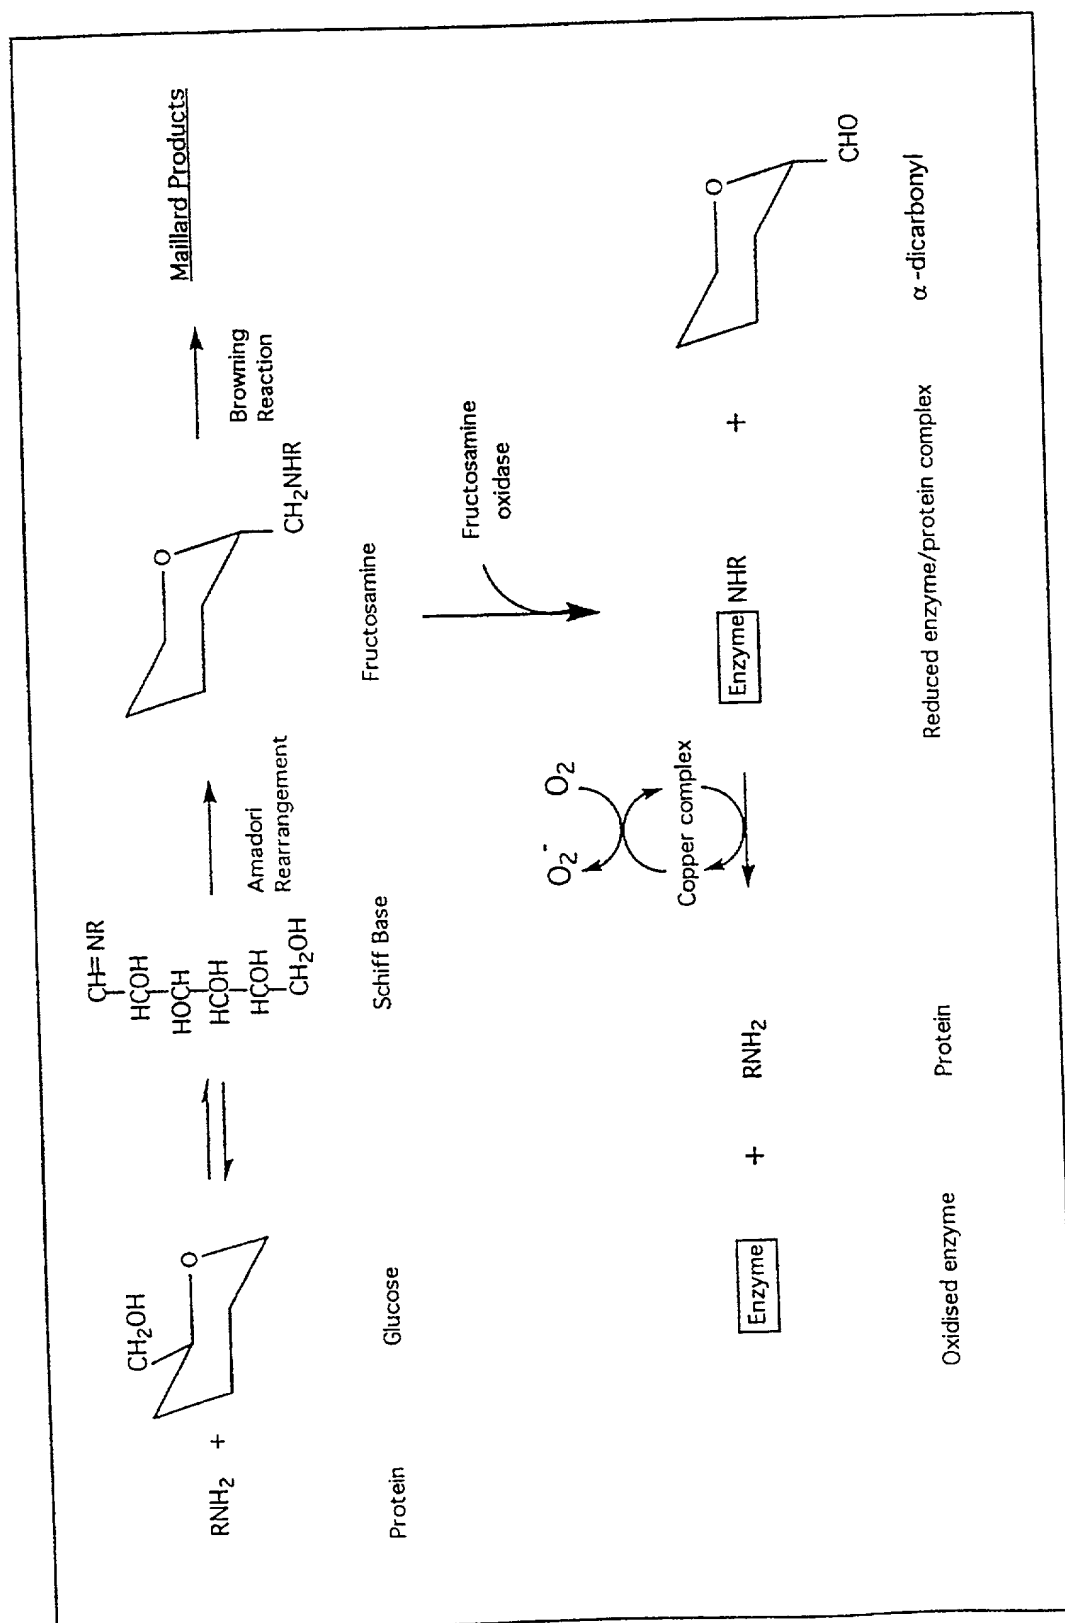 RNH2 +
CH2OH
O
CH=NR
HCOH
HOCH
HCOH
HCOH
CH2OH
Amadori
Rearrangement
O
CH2NHR
Browning
Reaction
Maillard Products
Protein
Glucose
Schiff Base
Fructosamine
Fructosamine
oxidase
O2-
O2
Copper complex
Enzyme
+
RNH2
Enzyme NHR
+
O
CHO
Oxidised enzyme
Protein
Reduced enzyme/protein complex
α-dicarbonyl